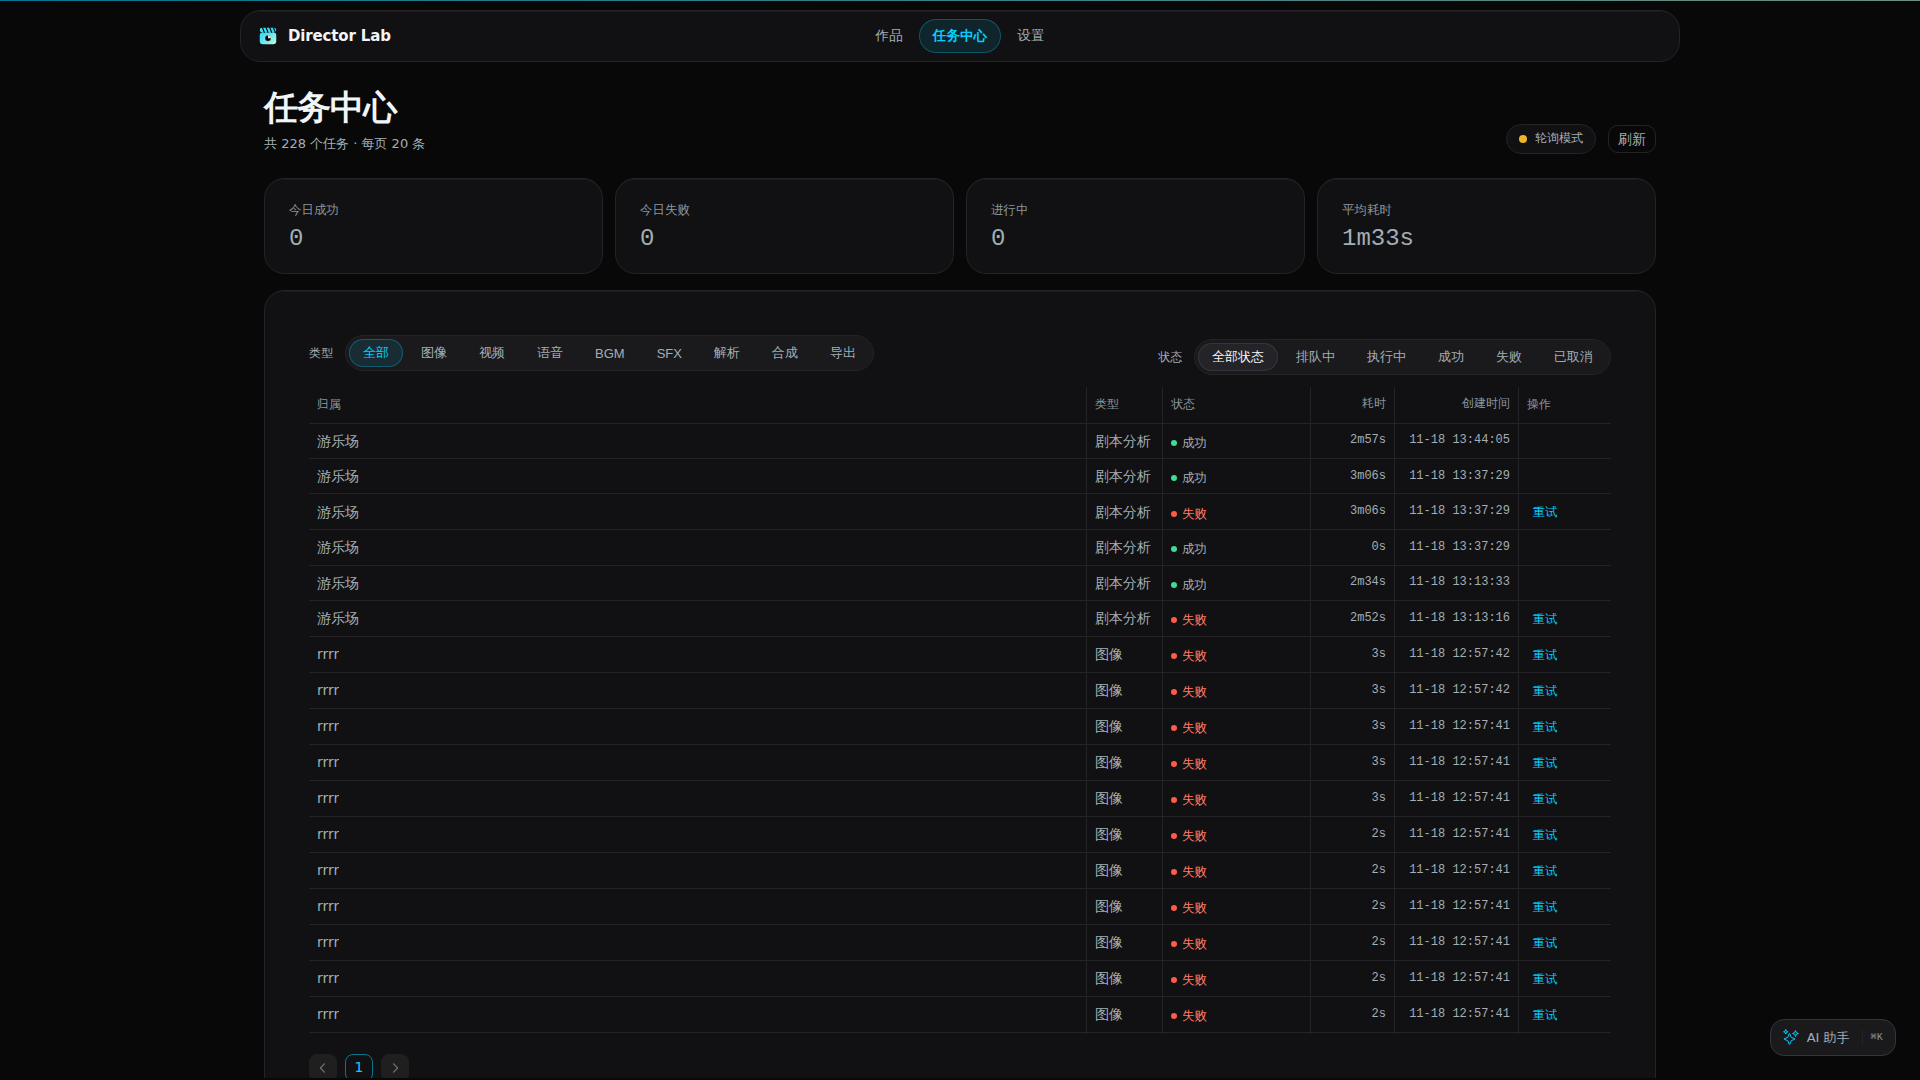 Director Lab 作品 任务中心 设置
任务中心
共 228 个任务 · 每页 20 条 轮询模式 刷新
今日成功 今日失败 进行中 平均耗时
0 0 0 1m33s
类型 全部 图像 视频 语音 BGM SFX 解析 合成 导出 状态 全部状态 排队中 执行中 成功 失败 已取消
归属 类型 状态 耗时 创建时间 操作
游乐场 剧本分析 成功 2m57s 11-18 13:44:05
游乐场 剧本分析 成功 3m06s 11-18 13:37:29
游乐场 剧本分析 失败 3m06s 11-18 13:37:29 重试
游乐场 剧本分析 成功 0s 11-18 13:37:29
游乐场 剧本分析 成功 2m34s 11-18 13:13:33
游乐场 剧本分析 失败 2m52s 11-18 13:13:16 重试
rrrr 图像 失败 3s 11-18 12:57:42 重试
rrrr 图像 失败 3s 11-18 12:57:42 重试
rrrr 图像 失败 3s 11-18 12:57:41 重试
rrrr 图像 失败 3s 11-18 12:57:41 重试
rrrr 图像 失败 3s 11-18 12:57:41 重试
rrrr 图像 失败 2s 11-18 12:57:41 重试
rrrr 图像 失败 2s 11-18 12:57:41 重试
rrrr 图像 失败 2s 11-18 12:57:41 重试
rrrr 图像 失败 2s 11-18 12:57:41 重试
rrrr 图像 失败 2s 11-18 12:57:41 重试
rrrr 图像 失败 2s 11-18 12:57:41 重试
AI 助手 ⌘K
1